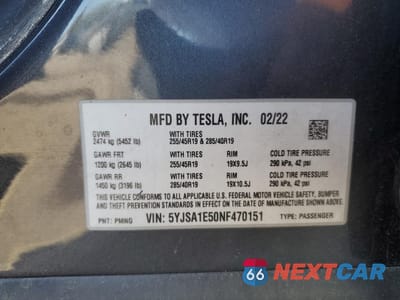 MFD BY TESLA, INC. 02/22
GVWR WITH TIRES
2474 kg (5452 lb) 255/45R19 & 285/40R19
GAWR FRT WITH TIRES RIM COLD TIRE PRESSURE
1200 kg (2645 lb) 255/45R19 19X9.5J 290 kPa, 42 psi
GAWR RR WITH TIRES RIM COLD TIRE PRESSURE
1450 kg (3196 lb) 285/40R19 19X10.5J 290 kPa, 42 psi
THIS VEHICLE CONFORMS TO ALL APPLICABLE U.S. FEDERAL MOTOR VEHICLE SAFETY, BUMPER AND
THEFT PREVENTION STANDARDS IN EFFECT ON THE DATE OF MANUFACTURE SHOWN ABOVE.
PNT: PMNG VIN: 5YJSA1E50NF470151 TYPE: PASSENGER
66 NEXTCAR